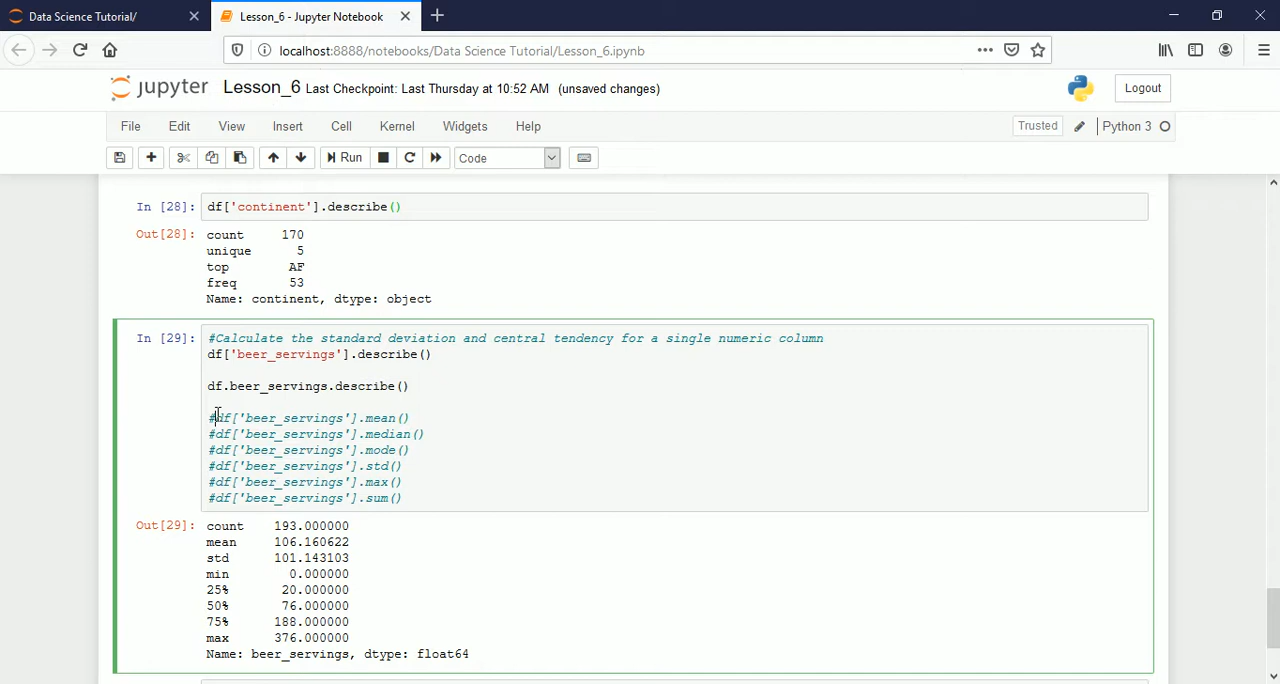 Data Science Tutorial/
Lesson_6 - Jupyter Notebook
localhost:8888/notebooks/Data Science Tutorial/Lesson_6.ipynb
jupyter Lesson_6 Last Checkpoint: Last Thursday at 10:52 AM (unsaved changes)
Logout
File Edit View Insert Cell Kernel Widgets Help
Trusted Python 3
Run Code
In [28]: df['continent'].describe()
Out[28]: count 170
unique 5
top AF
freq 53
Name: continent, dtype: object
In [29]: #Calculate the standard deviation and central tendency for a single numeric column
df['beer_servings'].describe()
df.beer_servings.describe()
#df['beer_servings'].mean()
#df['beer_servings'].median()
#df['beer_servings'].mode()
#df['beer_servings'].std()
#df['beer_servings'].max()
#df['beer_servings'].sum()
Out[29]: count 193.000000
mean 106.160622
std 101.143103
min 0.000000
25% 20.000000
50% 76.000000
75% 188.000000
max 376.000000
Name: beer_servings, dtype: float64